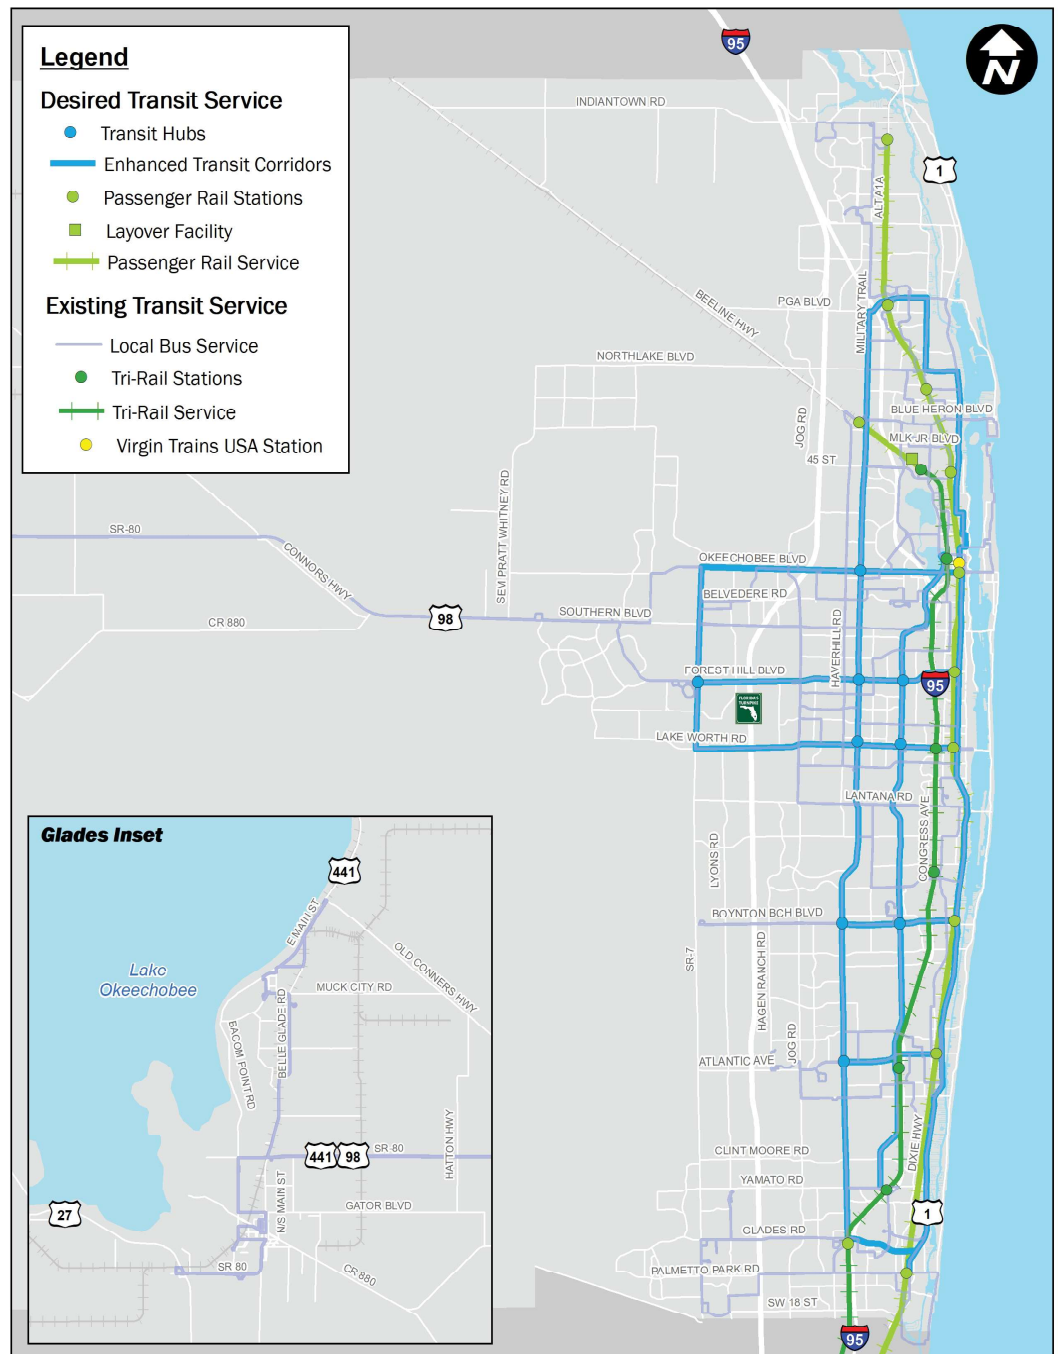 Legend
Desired Transit Service
Transit Hubs
Enhanced Transit Corridors
Passenger Rail Stations
Layover Facility
Passenger Rail Service
Existing Transit Service
Local Bus Service
Tri-Rail Stations
Tri-Rail Service
Virgin Trains USA Station
95
N
INDIANTOWN RD
1
ALT A1A
PGA BLVD
MILITARY TRAIL
BEELINE HWY
NORTHLAKE BLVD
JOG RD
BLUE HERON BLVD
MLK JR BLVD
45 ST
SEM PRATT WHITNEY RD
SR-80
CONNORS HWY
OKEECHOBEE BLVD
BELVEDERE RD
SOUTHERN BLVD
98
CR 880
HAVERHILL RD
FOREST HILL BLVD
95
FLORIDA'S
TURNPIKE
LAKE WORTH RD
LANTANA RD
CONGRESS AVE
LYONS RD
BOYNTON BCH BLVD
SR-7
HAGEN RANCH RD
JOG RD
ATLANTIC AVE
DIXIE HWY
CLINT MOORE RD
YAMATO RD
1
GLADES RD
PALMETTO PARK RD
SW 18 ST
95
Glades Inset
441
E MAIN ST
OLD CONNERS HWY
Lake
Okeechobee
MUCK CITY RD
BELLE GLADE RD
BACOM POINT RD
HATTON HWY
441 98
SR 80
27
N/S MAIN ST
GATOR BLVD
SR 80
CR 880